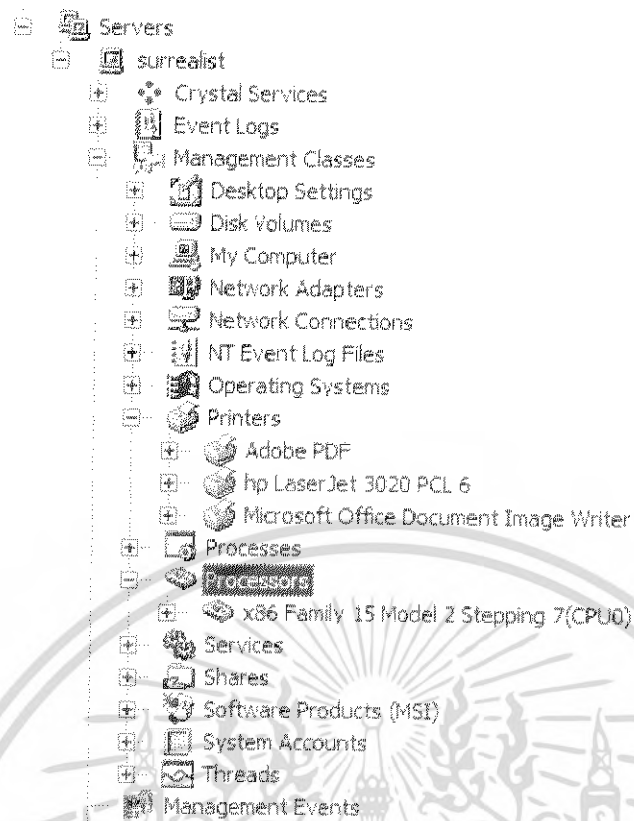 Servers
surrealist
Crystal Services
Event Logs
Management Classes
Desktop Settings
Disk Volumes
My Computer
Network Adapters
Network Connections
NT Event Log Files
Operating Systems
Printers
Adobe PDF
hp LaserJet 3020 PCL 6
Microsoft Office Document Image Writer
Processes
Processors
x86 Family 15 Model 2 Stepping 7(CPU0)
Services
Shares
Software Products (MSI)
System Accounts
Threads
Management Events